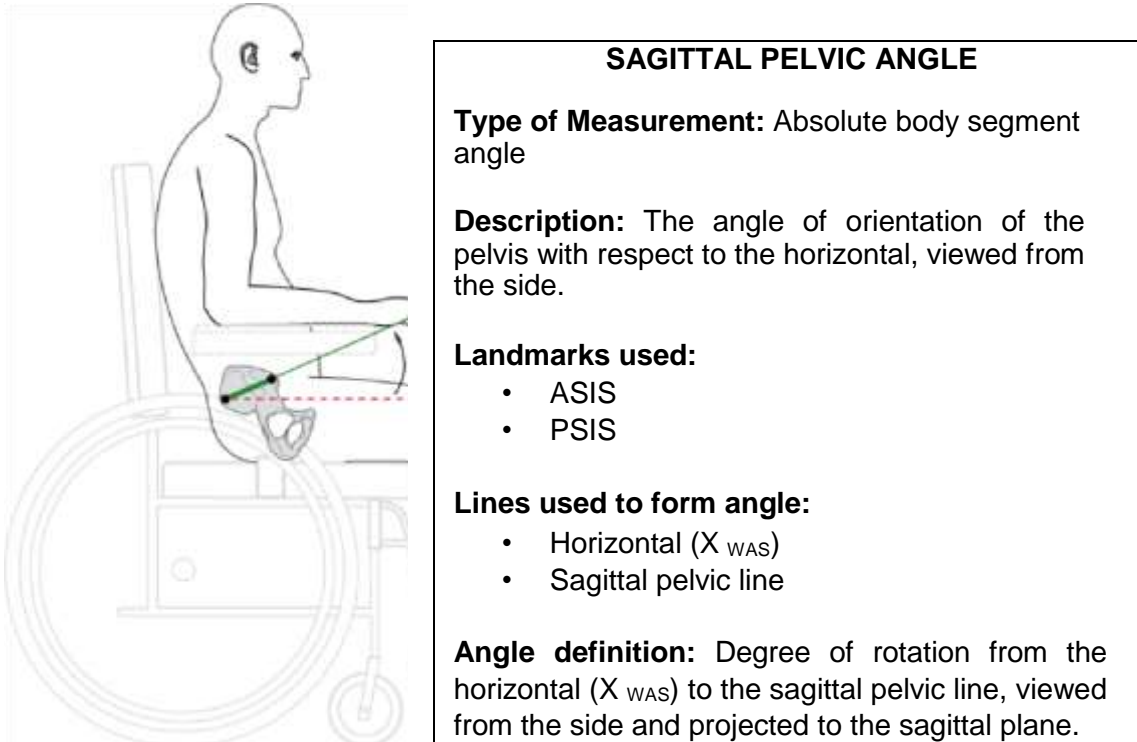 SAGITTAL PELVIC ANGLE
Type of Measurement: Absolute body segment
angle
Description: The angle of orientation of the
pelvis with respect to the horizontal, viewed from
the side.
Landmarks used:
• ASIS
• PSIS
Lines used to form angle:
• Horizontal (X WAS)
• Sagittal pelvic line
Angle definition: Degree of rotation from the
horizontal (X WAS) to the sagittal pelvic line, viewed
from the side and projected to the sagittal plane.